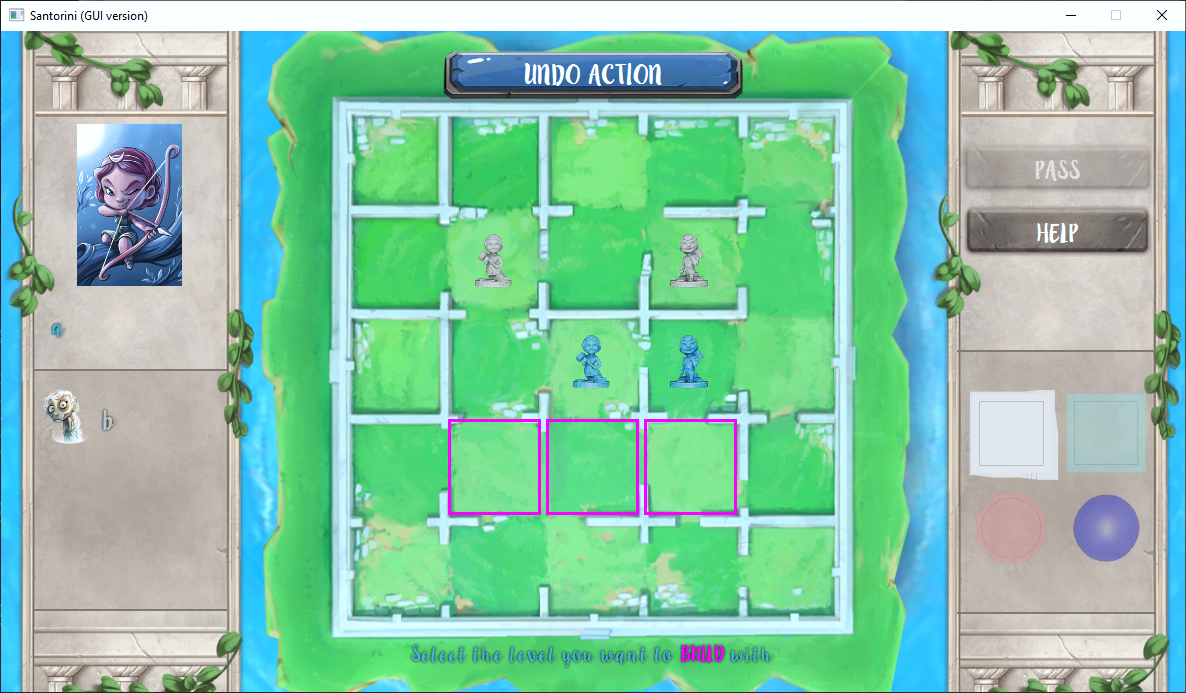 Santorini (GUI version)
UNDO ACTION
PASS
HELP
a
b
Select the level you want to BUILD with